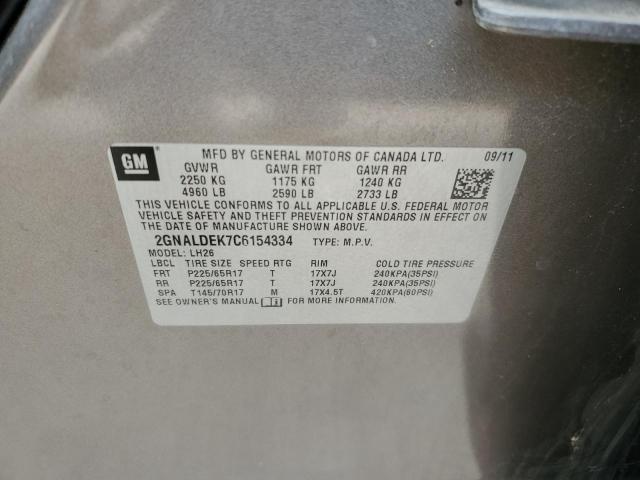 GM
MFD BY GENERAL MOTORS OF CANADA LTD. 09/11
GVWR GAWR FRT GAWR RR
2250 KG 1175 KG 1240 KG
4960 LB 2590 LB 2733 LB
THIS VEHICLE CONFORMS TO ALL APPLICABLE U.S. FEDERAL MOTOR
VEHICLE SAFETY AND THEFT PREVENTION STANDARDS IN EFFECT ON
THE DATE OF MANUFACTURE SHOWN ABOVE.
2GNALDEK7C6154334 TYPE: M.P.V.
MODEL: LH26
LBCL TIRE SIZE SPEED RTG RIM COLD TIRE PRESSURE
FRT P225/65R17 T 17X7J 240KPA(35PSI)
RR P225/65R17 T 17X7J 240KPA(35PSI)
SPA T145/70R17 M 17X4.5T 420KPA(60PSI)
SEE OWNER'S MANUAL FOR MORE INFORMATION.